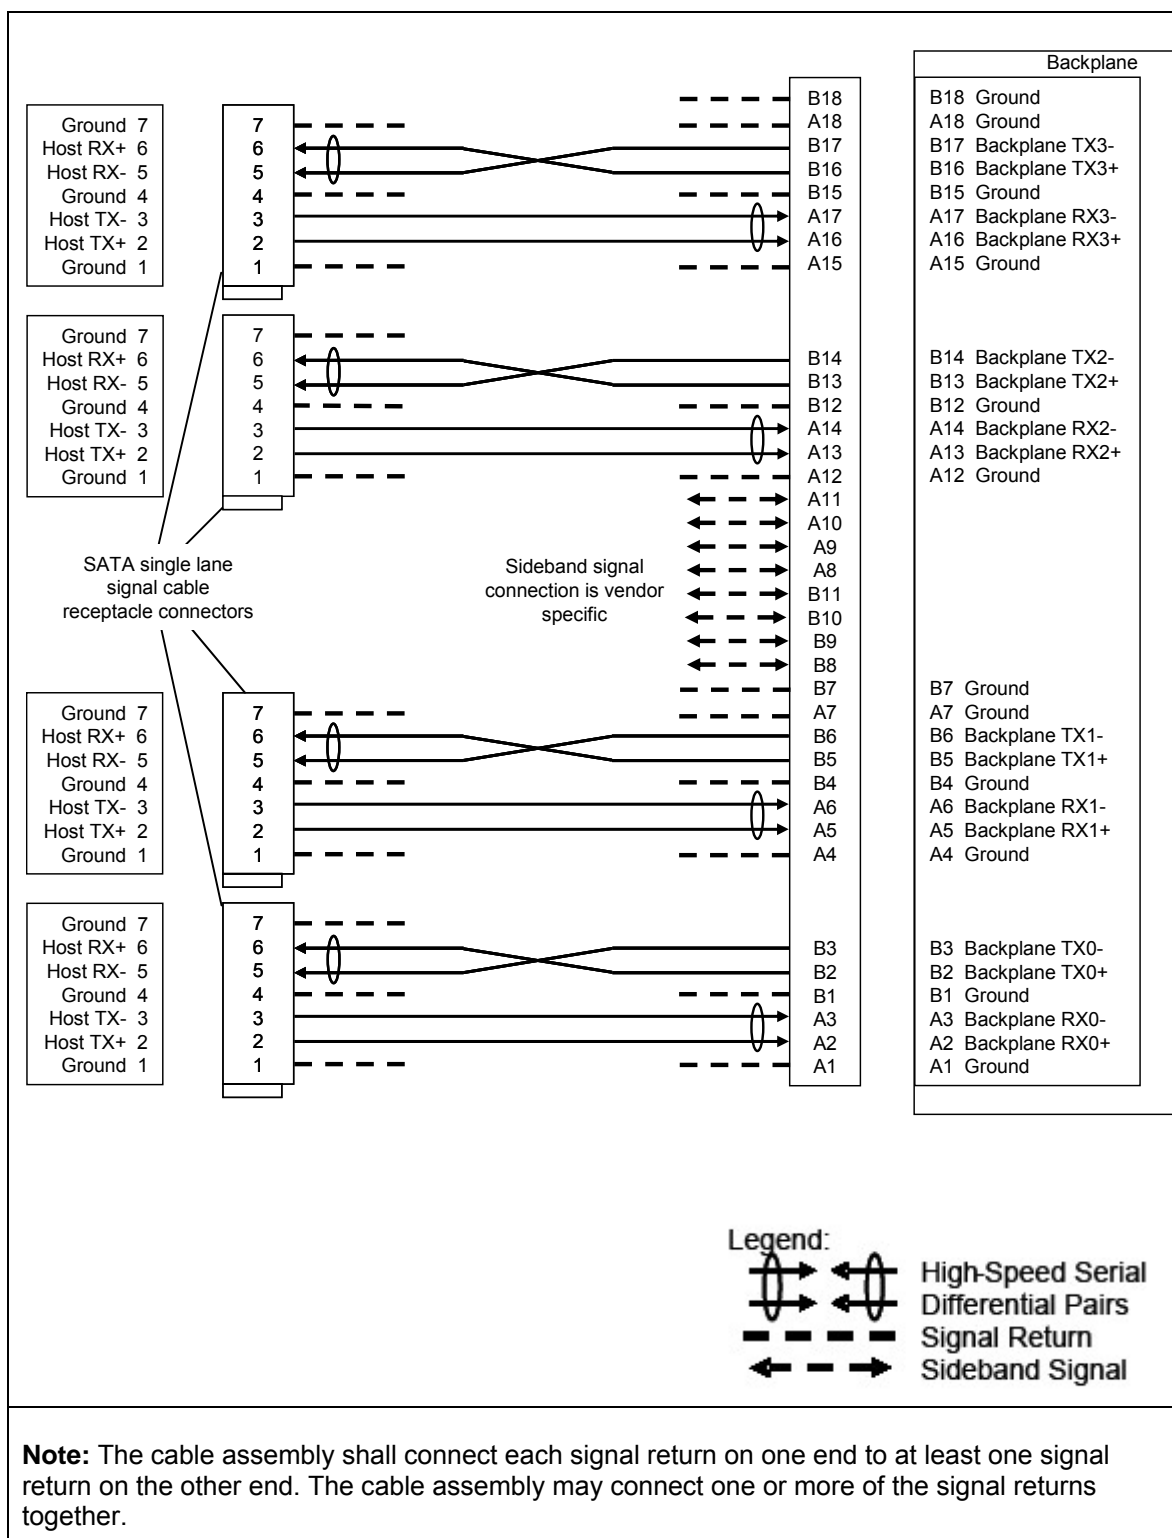 Backplane
Ground 7
Host RX+ 6
Host RX- 5
Ground 4
Host TX- 3
Host TX+ 2
Ground 1
7
6
5
4
3
2
1
B18
A18
B17
B16
B15
A17
A16
A15
B18 Ground
A18 Ground
B17 Backplane TX3-
B16 Backplane TX3+
B15 Ground
A17 Backplane RX3-
A16 Backplane RX3+
A15 Ground
Ground 7
Host RX+ 6
Host RX- 5
Ground 4
Host TX- 3
Host TX+ 2
Ground 1
7
6
5
4
3
2
1
B14
B13
B12
A14
A13
A12
B14 Backplane TX2-
B13 Backplane TX2+
B12 Ground
A14 Backplane RX2-
A13 Backplane RX2+
A12 Ground
SATA single lane
signal cable
receptacle connectors
Sideband signal
connection is vendor
specific
A11
A10
A9
A8
B11
B10
B9
B8
Ground 7
Host RX+ 6
Host RX- 5
Ground 4
Host TX- 3
Host TX+ 2
Ground 1
7
6
5
4
3
2
1
B7
A7
B6
B5
B4
A6
A5
A4
B7 Ground
A7 Ground
B6 Backplane TX1-
B5 Backplane TX1+
B4 Ground
A6 Backplane RX1-
A5 Backplane RX1+
A4 Ground
Ground 7
Host RX+ 6
Host RX- 5
Ground 4
Host TX- 3
Host TX+ 2
Ground 1
7
6
5
4
3
2
1
B3
B2
B1
A3
A2
A1
B3 Backplane TX0-
B2 Backplane TX0+
B1 Ground
A3 Backplane RX0-
A2 Backplane RX0+
A1 Ground
Legend:
High-Speed Serial
Differential Pairs
Signal Return
Sideband Signal
Note: The cable assembly shall connect each signal return on one end to at least one signal
return on the other end. The cable assembly may connect one or more of the signal returns
together.